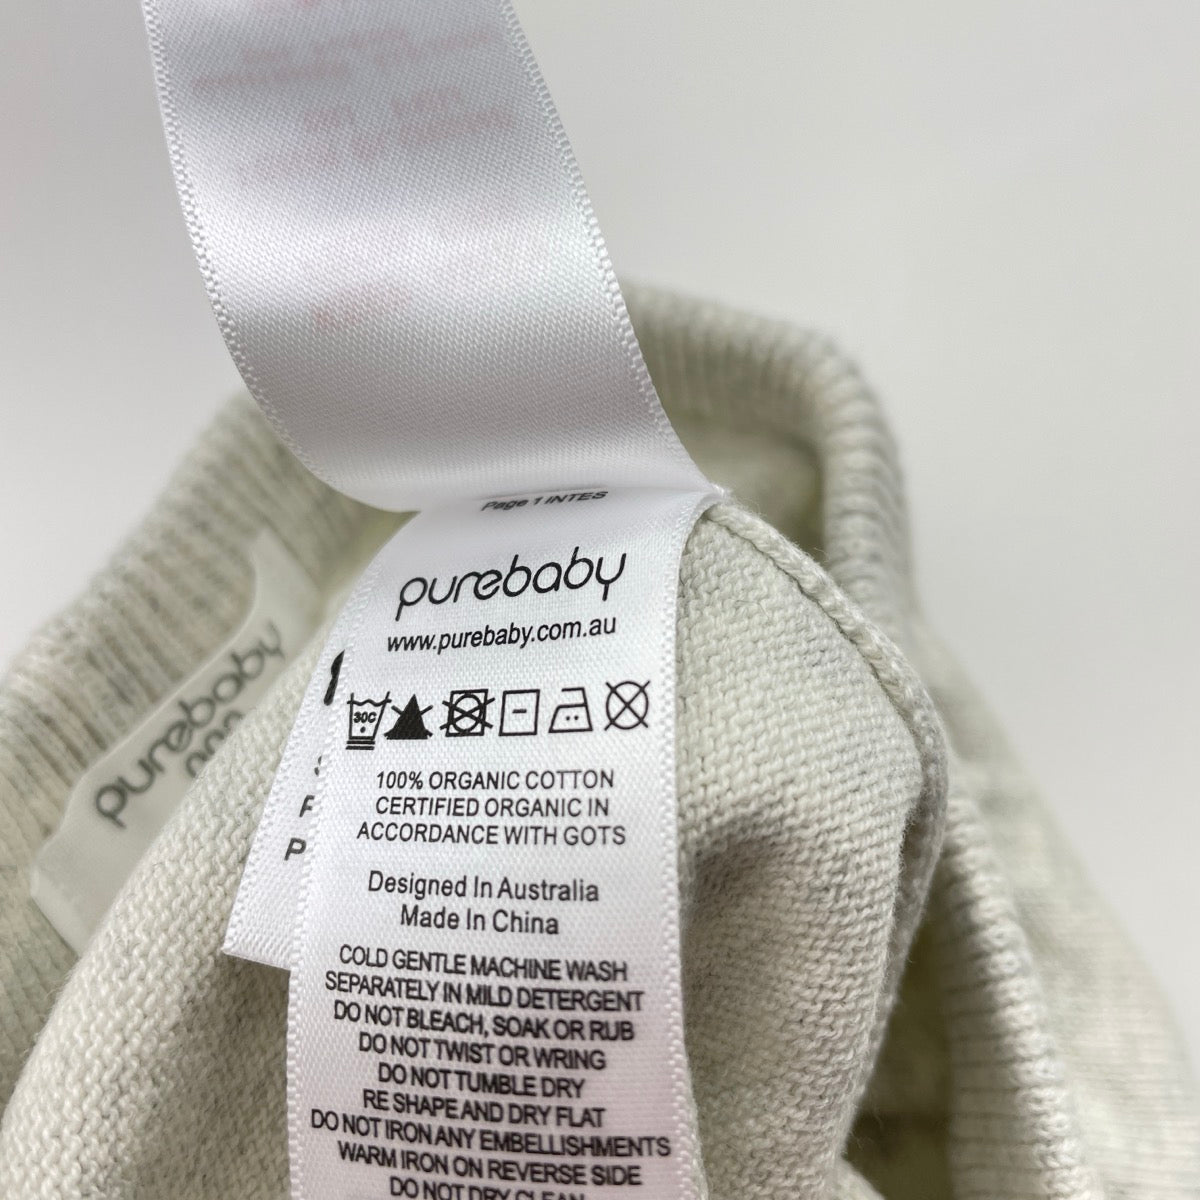 Page 1 INTES
purebaby
www.purebaby.com.au
30C
100% ORGANIC COTTON
CERTIFIED ORGANIC IN
ACCORDANCE WITH GOTS
Designed In Australia
Made In China
COLD GENTLE MACHINE WASH
SEPARATELY IN MILD DETERGENT
DO NOT BLEACH, SOAK OR RUB
DO NOT TWIST OR WRING
DO NOT TUMBLE DRY
RE SHAPE AND DRY FLAT
DO NOT IRON ANY EMBELLISHMENTS
WARM IRON ON REVERSE SIDE
DO NOT DRY CLEAN
purebaby
P